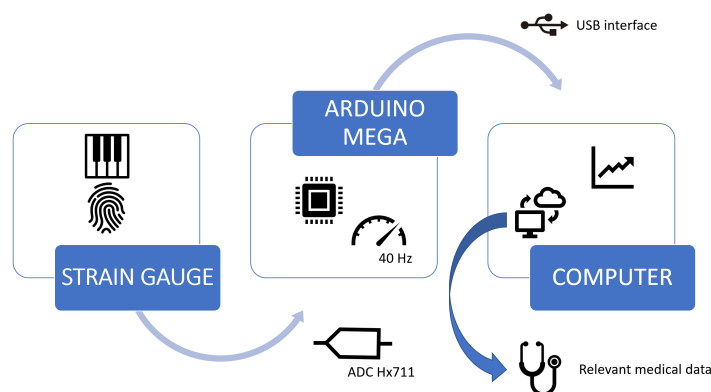 USB interface
ARDUINO
MEGA
40 Hz
STRAIN GAUGE
COMPUTER
ADC Hx711
Relevant medical data